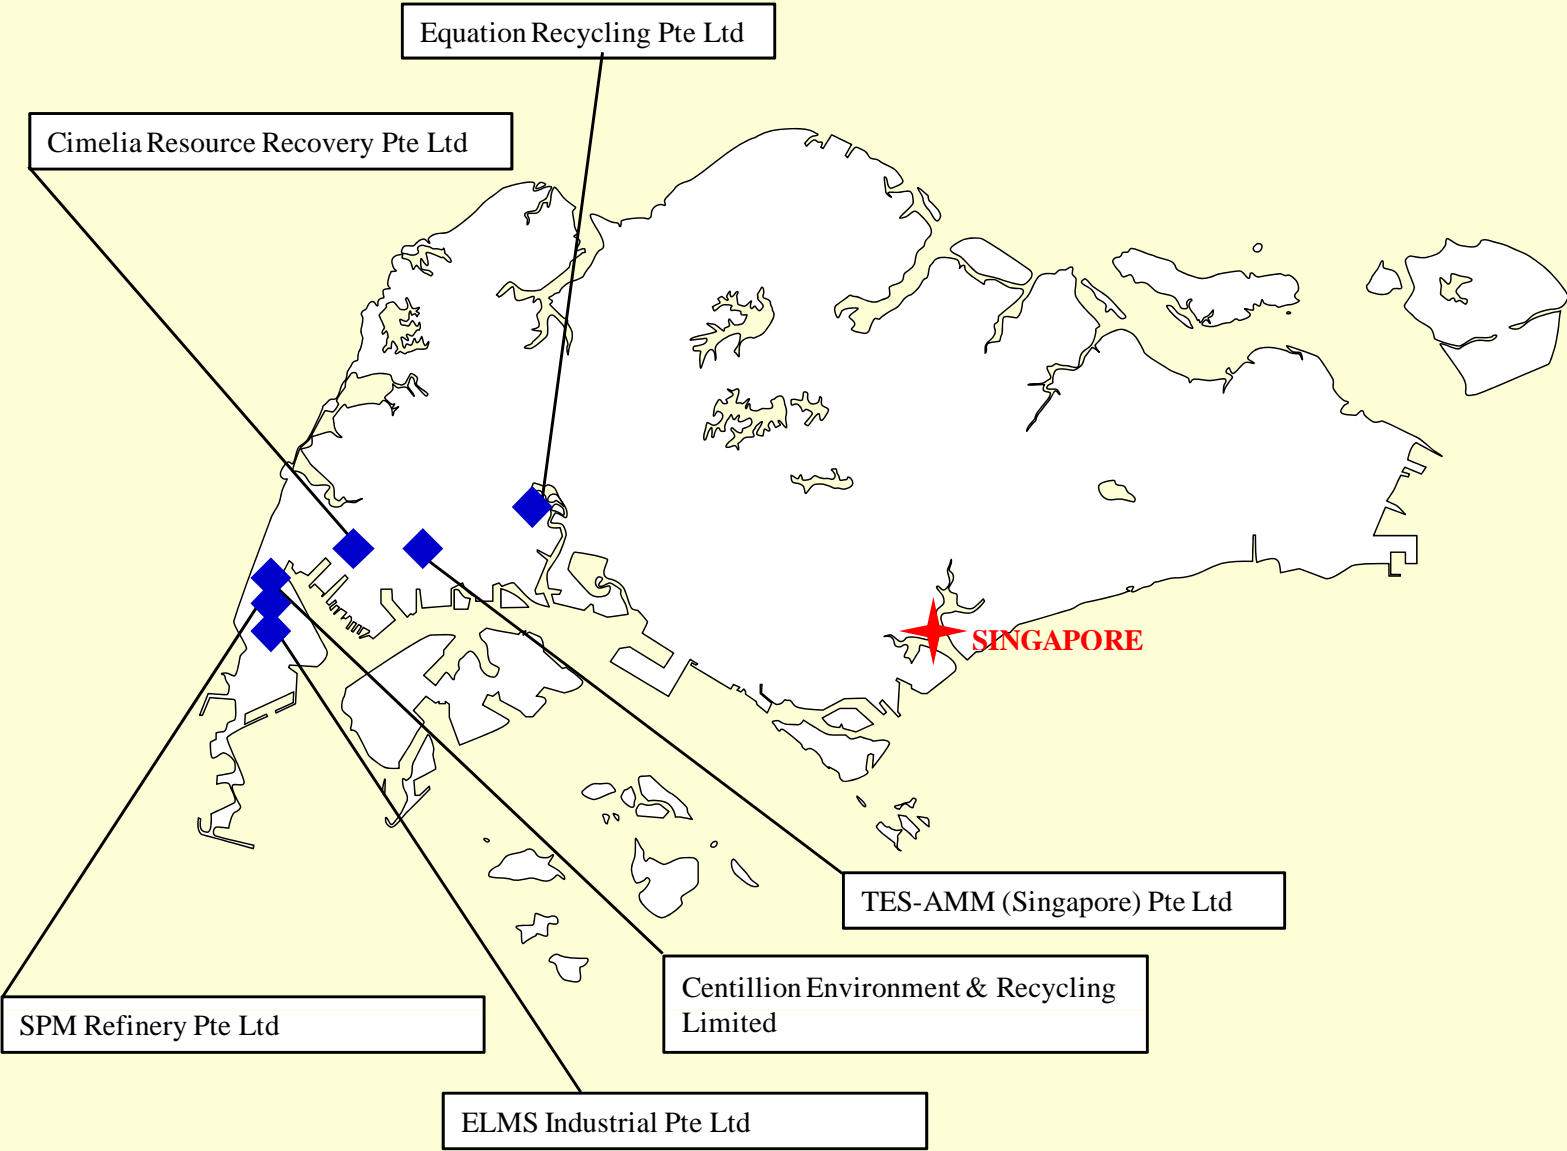 Equation Recycling Pte Ltd
Cimelia Resource Recovery Pte Ltd
SINGAPORE
TES-AMM (Singapore) Pte Ltd
Centillion Environment & Recycling
Limited
SPM Refinery Pte Ltd
ELMS Industrial Pte Ltd